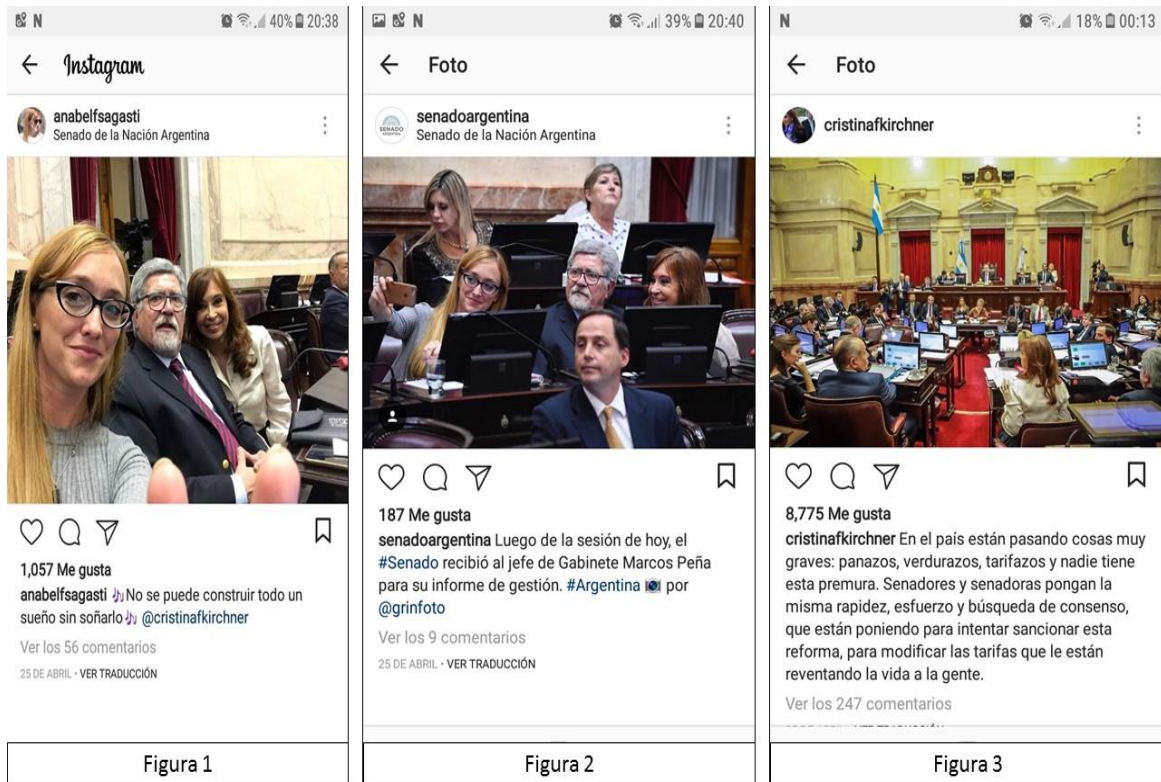 N 40% 20:38
Instagram
anabelfsagasti
Senado de la Nación Argentina
1,057 Me gusta
anabelfsagasti 🎶No se puede construir todo un
sueño sin soñarlo🎶 @cristinafkirchner
Ver los 56 comentarios
25 DE ABRIL · VER TRADUCCIÓN
Figura 1
N 39% 20:40
Foto
SENADO
senadoargentina
Senado de la Nación Argentina
187 Me gusta
senadoargentina Luego de la sesión de hoy, el
#Senado recibió al jefe de Gabinete Marcos Peña
para su informe de gestión. #Argentina 📷 por
@grinfoto
Ver los 9 comentarios
25 DE ABRIL · VER TRADUCCIÓN
Figura 2
N 18% 00:13
Foto
cristinafkirchner
8,775 Me gusta
cristinafkirchner En el país están pasando cosas muy
graves: panazos, verdurazos, tarifazos y nadie tiene
esta premura. Senadores y senadoras pongan la
misma rapidez, esfuerzo y búsqueda de consenso,
que están poniendo para intentar sancionar esta
reforma, para modificar las tarifas que le están
reventando la vida a la gente.
Ver los 247 comentarios
Figura 3